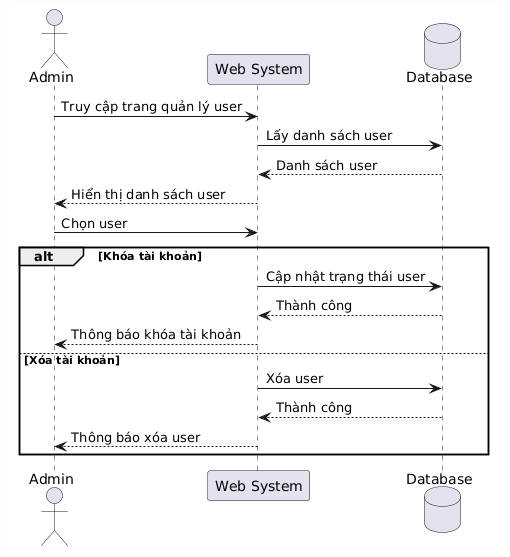 Admin
Web System
Database
Truy cập trang quản lý user
Lấy danh sách user
Danh sách user
Hiển thị danh sách user
Chọn user
alt [Khóa tài khoản]
Cập nhật trạng thái user
Thành công
Thông báo khóa tài khoản
[Xóa tài khoản]
Xóa user
Thành công
Thông báo xóa user
Admin
Web System
Database